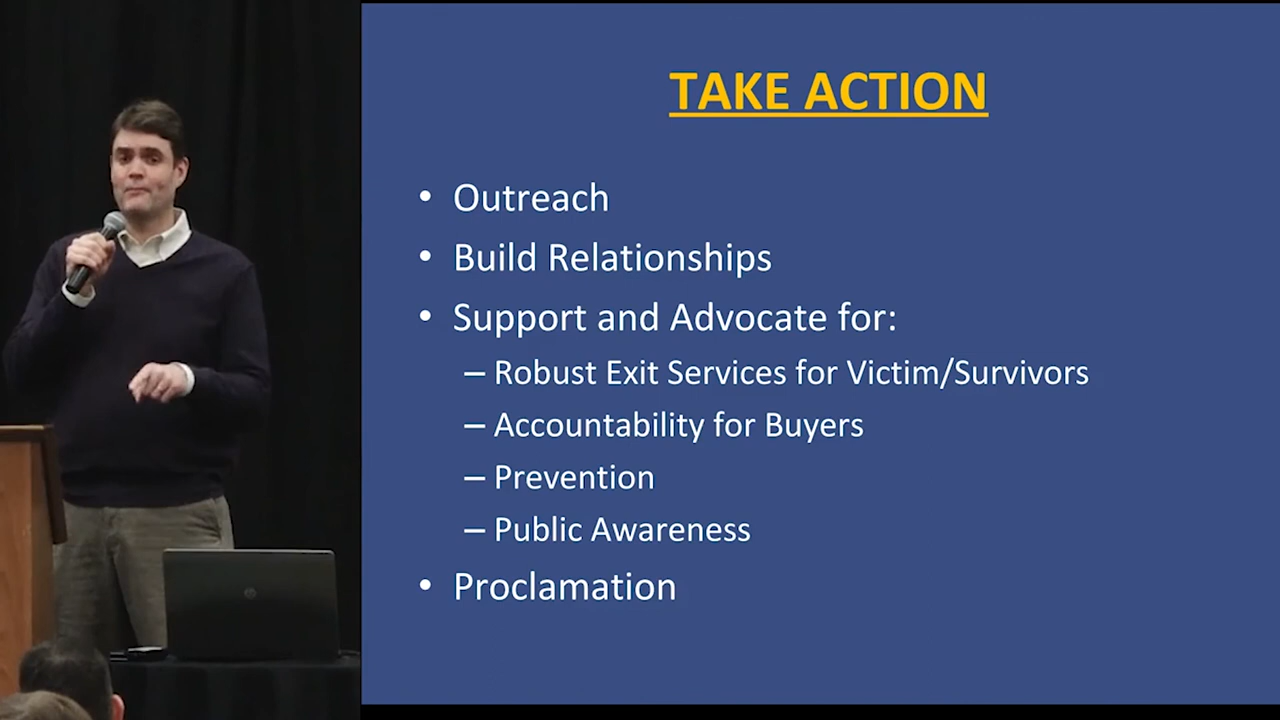 TAKE ACTION
• Outreach
• Build Relationships
• Support and Advocate for:
– Robust Exit Services for Victim/Survivors
– Accountability for Buyers
– Prevention
– Public Awareness
• Proclamation